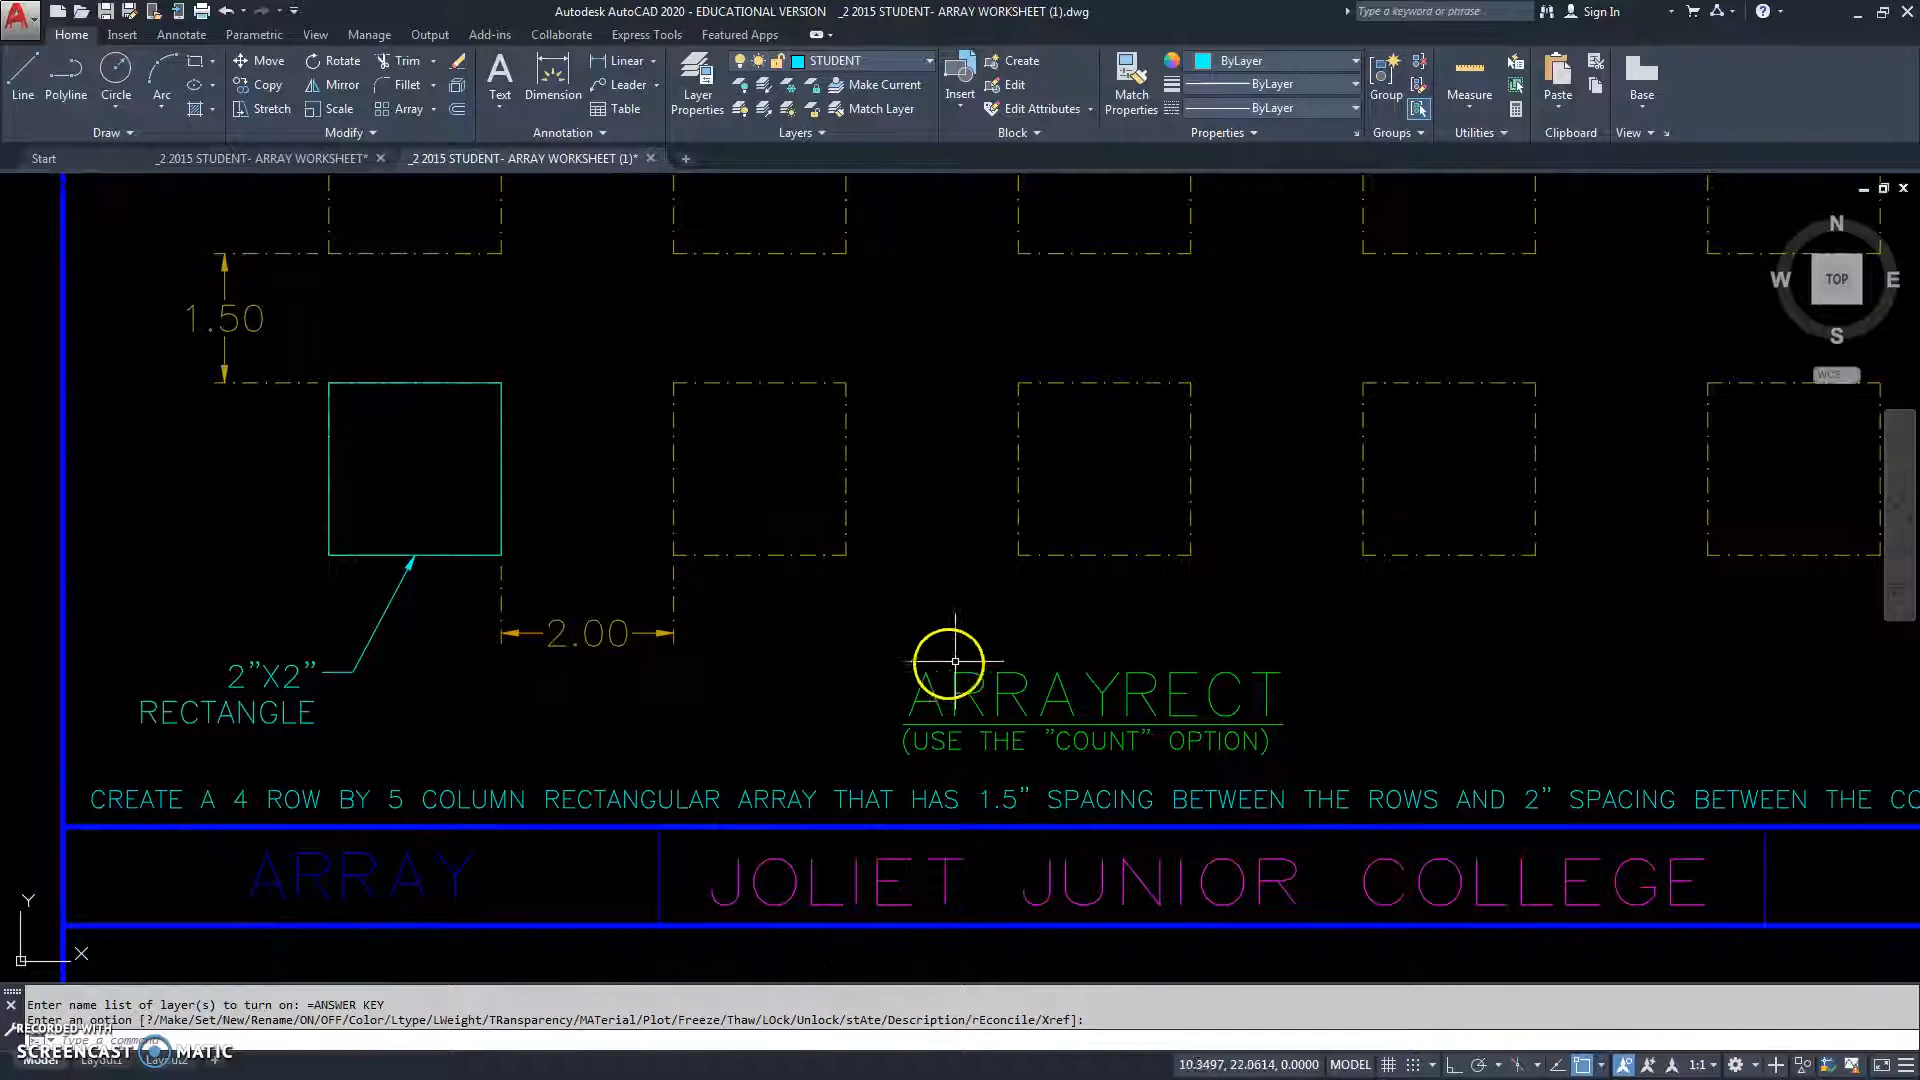 Autodesk AutoCAD 2020 - EDUCATIONAL VERSION _2 2015 STUDENT- ARRAY WORKSHEET (1).dwg
Type a keyword or phrase
Sign In
Home Insert Annotate Parametric View Manage Output Add-ins Collaborate Express Tools Featured Apps
Line Polyline Circle Arc
Move Rotate Trim
Copy Mirror Fillet
Stretch Scale Array
Text Dimension
Linear
Leader
Table
Layer Properties
STUDENT
Make Current
Match Layer
Insert
Create
Edit
Edit Attributes
Match Properties
ByLayer
ByLayer
ByLayer
Group
Measure
Paste
Base
Draw Modify Annotation Layers Block Properties Groups Utilities Clipboard View
Start _2 2015 STUDENT- ARRAY WORKSHEET* _2 2015 STUDENT- ARRAY WORKSHEET (1)*
N
W TOP E
S
WCS
1.50
2.00
2"X2"
RECTANGLE
ARRAYRECT
(USE THE "COUNT" OPTION)
CREATE A 4 ROW BY 5 COLUMN RECTANGULAR ARRAY THAT HAS 1.5" SPACING BETWEEN THE ROWS AND 2" SPACING BETWEEN THE CO
ARRAY JOLIET JUNIOR COLLEGE
Y
X
Enter name list of layer(s) to turn on: =ANSWER KEY
Enter an option [?/Make/Set/New/Rename/ON/OFF/Color/Ltype/LWeight/TRansparency/MATerial/Plot/Freeze/Thaw/LOck/Unlock/stAte/Description/rEconcile/Xref]:
RECORDED WITH
Type a command
SCREENCAST MATIC
Model Layout1 Layout2
10.3497, 22.0614, 0.0000 MODEL 1:1